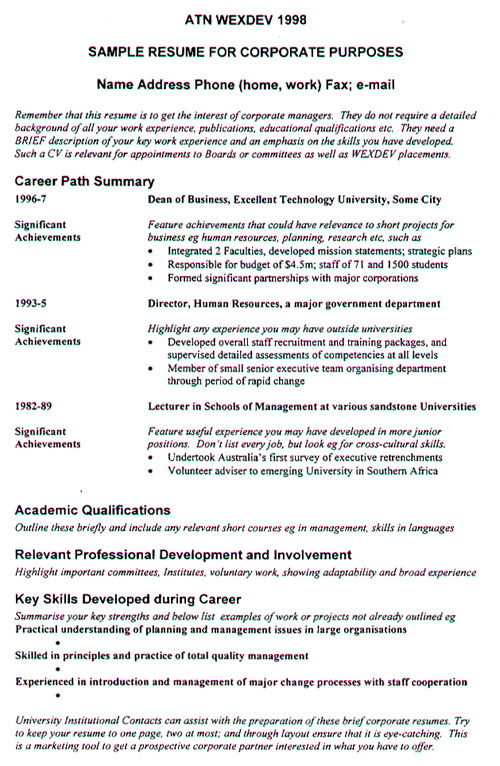 ATN WEXDEV 1998
SAMPLE RESUME FOR CORPORATE PURPOSES
Name Address Phone (home, work) Fax; e-mail
Remember that this resume is to get the interest of corporate managers. They do not require a detailed
background of all your work experience, publications, educational qualifications etc. They need a
BRIEF description of your key work experience and an emphasis on the skills you have developed.
Such a CV is relevant for appointments to Boards or committees as well as WEXDEV placements.
Career Path Summary
1996-7 Dean of Business, Excellent Technology University, Some City
Significant Feature achievements that could have relevance to short projects for
Achievements business eg human resources, planning, research etc, such as
• Integrated 2 Faculties, developed mission statements; strategic plans
• Responsible for budget of $4.5m; staff of 71 and 1500 students
• Formed significant partnerships with major corporations
1993-5 Director, Human Resources, a major government department
Significant Highlight any experience you may have outside universities
Achievements • Developed overall staff recruitment and training packages, and
supervised detailed assessments of competencies at all levels
• Member of small senior executive team organising department
through period of rapid change
1982-89 Lecturer in Schools of Management at various sandstone Universities
Significant Feature useful experience you may have developed in more junior
Achievements positions. Don't list every job, but look eg for cross-cultural skills.
• Undertook Australia's first survey of executive retrenchments
• Volunteer adviser to emerging University in Southern Africa
Academic Qualifications
Outline these briefly and include any relevant short courses eg in management, skills in languages
Relevant Professional Development and Involvement
Highlight important committees, Institutes, voluntary work, showing adaptability and broad experience
Key Skills Developed during Career
Summarise your key strengths and below list examples of work or projects not already outlined eg
Practical understanding of planning and management issues in large organisations
•
Skilled in principles and practice of total quality management
•
Experienced in introduction and management of major change processes with staff cooperation
•
University Institutional Contacts can assist with the preparation of these brief corporate resumes. Try
to keep your resume to one page, two at most; and through layout ensure that it is eye-catching. This
is a marketing tool to get a prospective corporate partner interested in what you have to offer.